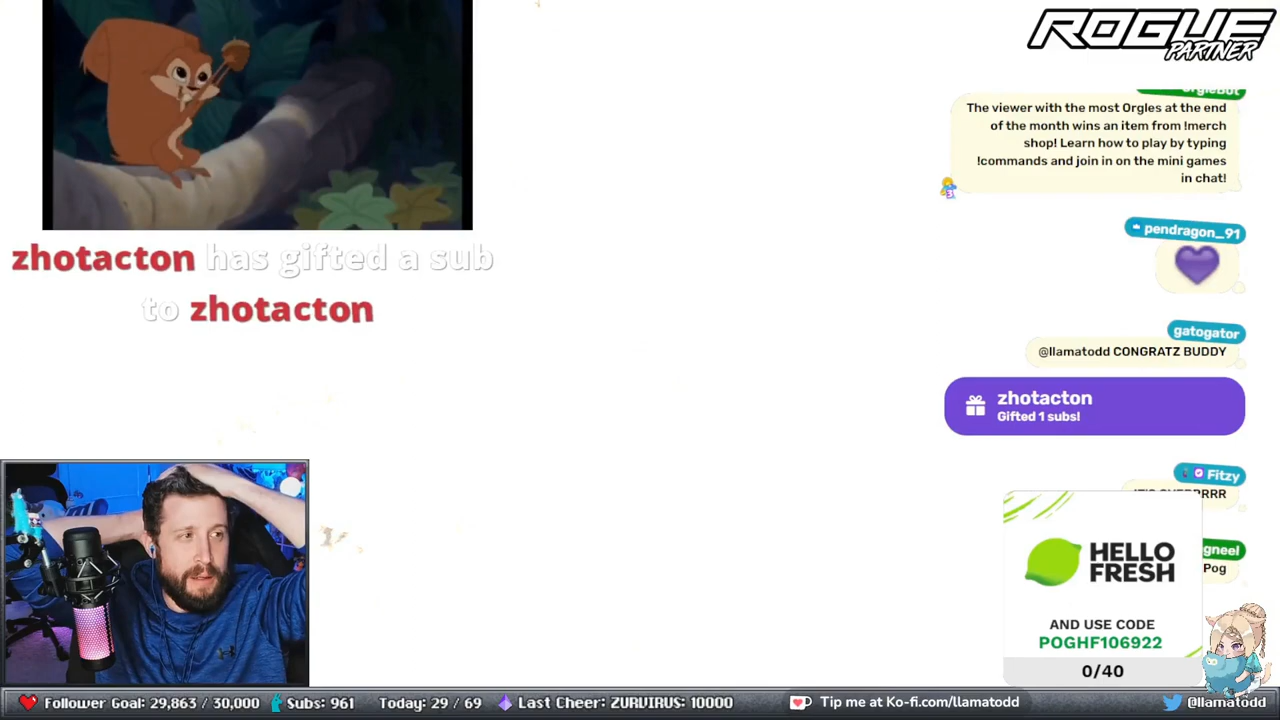 ROGUE
PARTNER
The viewer with the most Orgles at the end
of the month wins an item from !merch
shop! Learn how to play by typing
!commands and join in on the mini games
in chat!
zhotacton has gifted a sub
to zhotacton
pendragon_91
gatogator
@llamatodd CONGRATZ BUDDY
zhotacton
Gifted 1 subs!
Fitzy
gneel
Pog
HELLO
FRESH
AND USE CODE
POGHF106922
0/40
Follower Goal: 29,863 / 30,000 Subs: 961 Today: 29 / 69 Last Cheer: ZURVIRUS: 10000 Tip me at Ko-fi.com/llamatodd @llamatodd